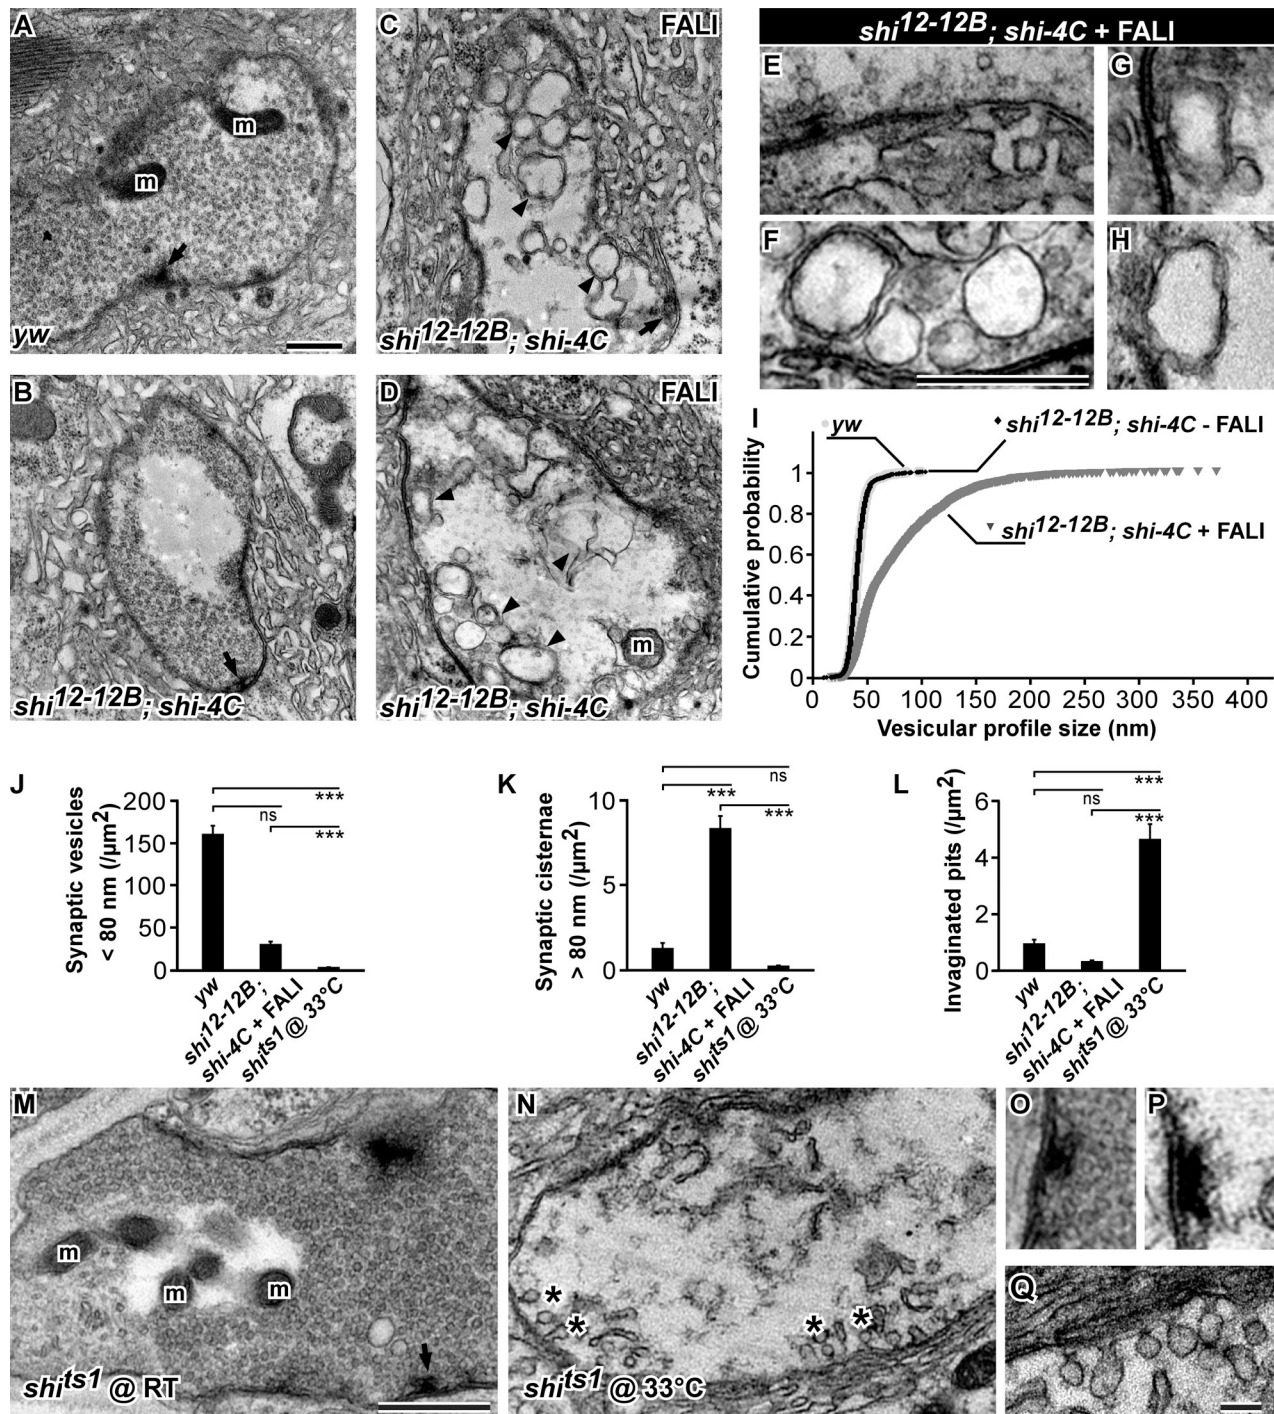 A
m
m
yw
C
FALI
shi12-12B; shi-4C
shi12-12B; shi-4C + FALI
E
G
F
H
B
shi12-12B; shi-4C
D
FALI
m
shi12-12B; shi-4C
I
yw
shi12-12B; shi-4C - FALI
shi12-12B; shi-4C + FALI
Cumulative probability
1
0.8
0.6
0.4
0.2
0
0 50 100 150 200 250 300 350 400
Vesicular profile size (nm)
J
Synaptic vesicles
< 80 nm (/µm2)
200
150
100
50
0
***
ns
***
yw
shi12-12B;
shi-4C + FALI
shits1 @ 33°C
K
Synaptic cisternae
> 80 nm (/µm2)
10
5
0
ns
***
***
yw
shi12-12B;
shi-4C + FALI
shits1 @ 33°C
L
Invaginated pits (/µm2)
6
4
2
0
***
ns
***
yw
shi12-12B;
shi-4C + FALI
shits1 @ 33°C
M
m
m
m
shits1 @ RT
N
* * * *
shits1 @ 33°C
O
P
Q